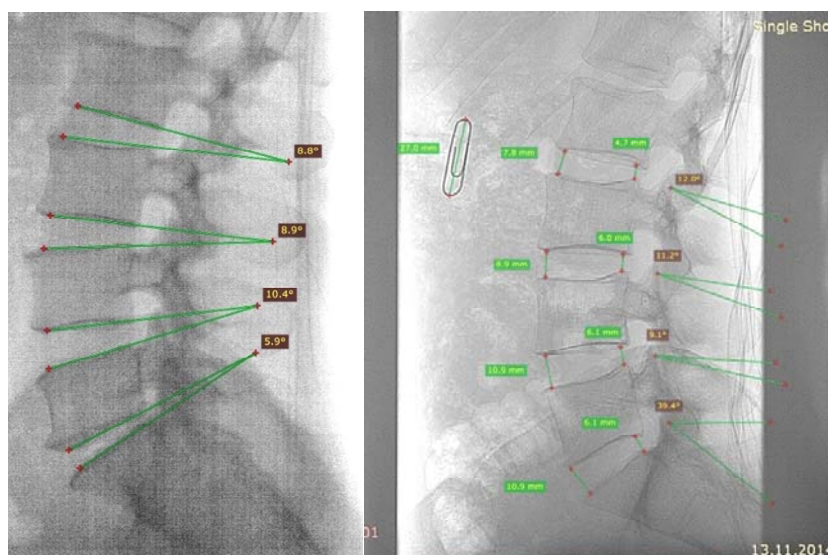 8.8°
8.9°
10.4°
5.9°
Single Sho
27.0 mm
7.8 mm
4.7 mm
12.0°
6.0 mm
11.2°
8.9 mm
6.1 mm
9.1°
10.9 mm
39.4°
6.1 mm
10.9 mm
01
13.11.201